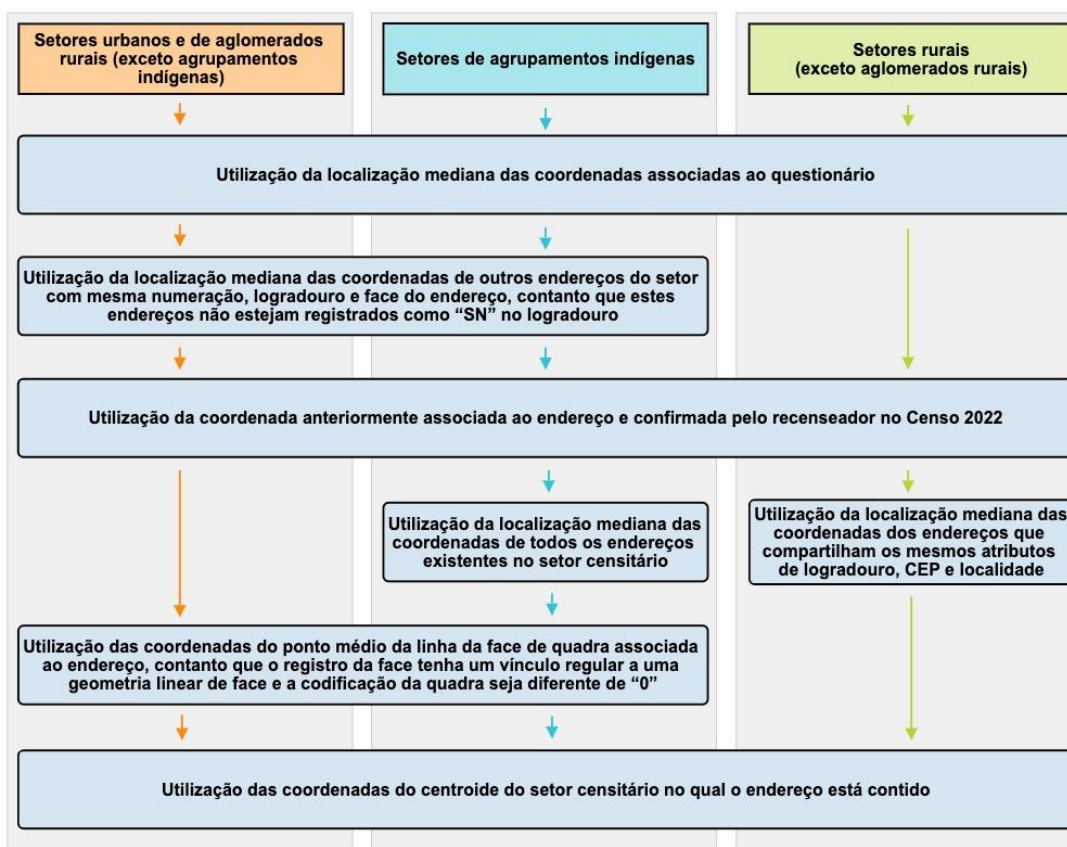 Setores urbanos e de aglomerados
rurais (exceto agrupamentos
indígenas)
Setores de agrupamentos indígenas
Setores rurais
(exceto aglomerados rurais)
Utilização da localização mediana das coordenadas associadas ao questionário
Utilização da localização mediana das coordenadas de outros endereços do setor
com mesma numeração, logradouro e face do endereço, contanto que estes
endereços não estejam registrados como “SN” no logradouro
Utilização da coordenada anteriormente associada ao endereço e confirmada pelo recenseador no Censo 2022
Utilização da localização mediana das
coordenadas de todos os endereços
existentes no setor censitário
Utilização da localização mediana das
coordenadas dos endereços que
compartilham os mesmos atributos
de logradouro, CEP e localidade
Utilização das coordenadas do ponto médio da linha da face de quadra associada
ao endereço, contanto que o registro da face tenha um vínculo regular a uma
geometria linear de face e a codificação da quadra seja diferente de “0”
Utilização das coordenadas do centroide do setor censitário no qual o endereço está contido